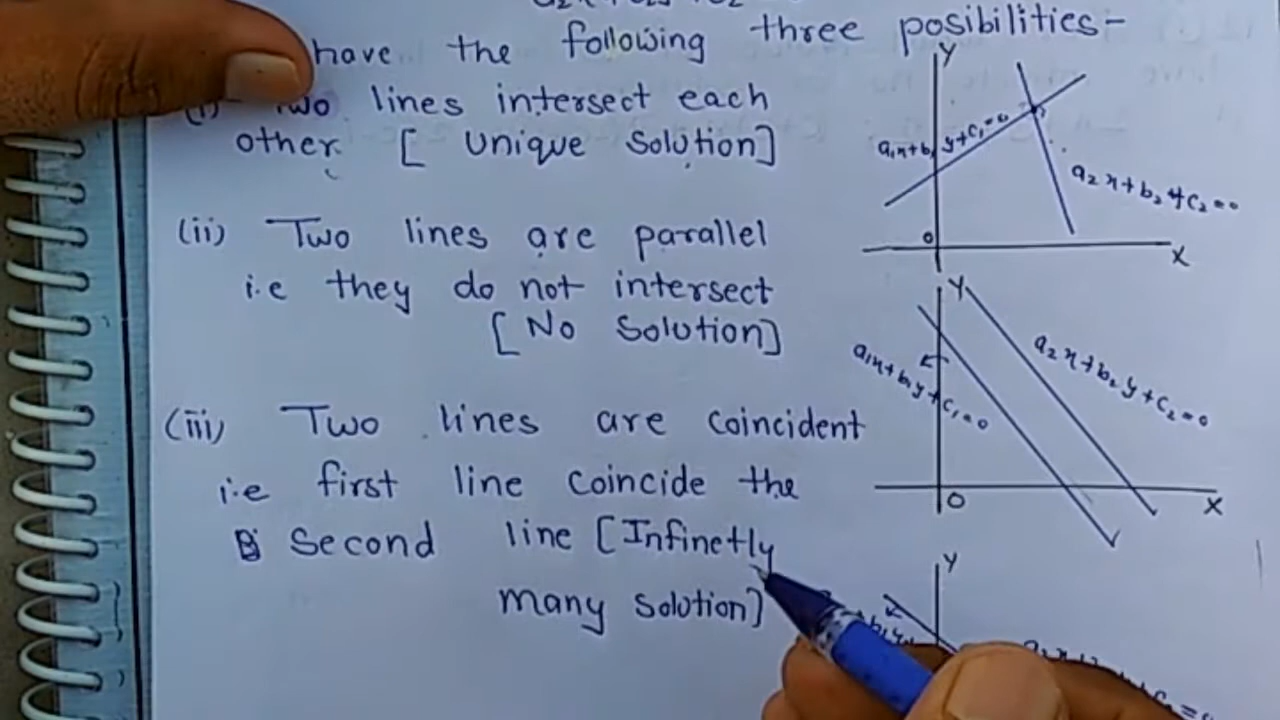 have the following three posibilities-
(i) Two lines intersect each
other [ Unique Solution]
(ii) Two lines are parallel
i.e they do not intersect
[ No Solution]
(iii) Two lines are coincident
i.e first line coincide the
Second line [Infinetly
many Solution]
Y
a₁x+b₁y+c₁=0
a₂x+b₂y+c₂=0
0
X
Y
a₁x+b₁y+c₁=0
a₂x+b₂y+c₂=0
O
X
Y